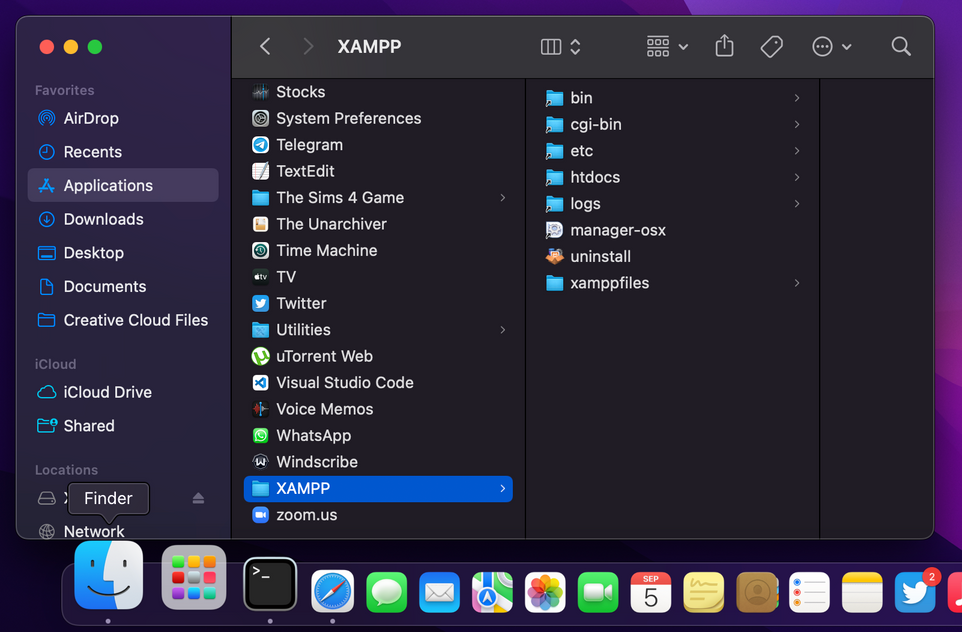 XAMPP
Favorites
AirDrop
Recents
Applications
Downloads
Desktop
Documents
Creative Cloud Files
iCloud
iCloud Drive
Shared
Locations
Finder
Network
Stocks
System Preferences
Telegram
TextEdit
The Sims 4 Game
The Unarchiver
Time Machine
TV
Twitter
Utilities
uTorrent Web
Visual Studio Code
Voice Memos
WhatsApp
Windscribe
XAMPP
zoom.us
bin
cgi-bin
etc
htdocs
logs
manager-osx
uninstall
xamppfiles
>_
SEP
5
2